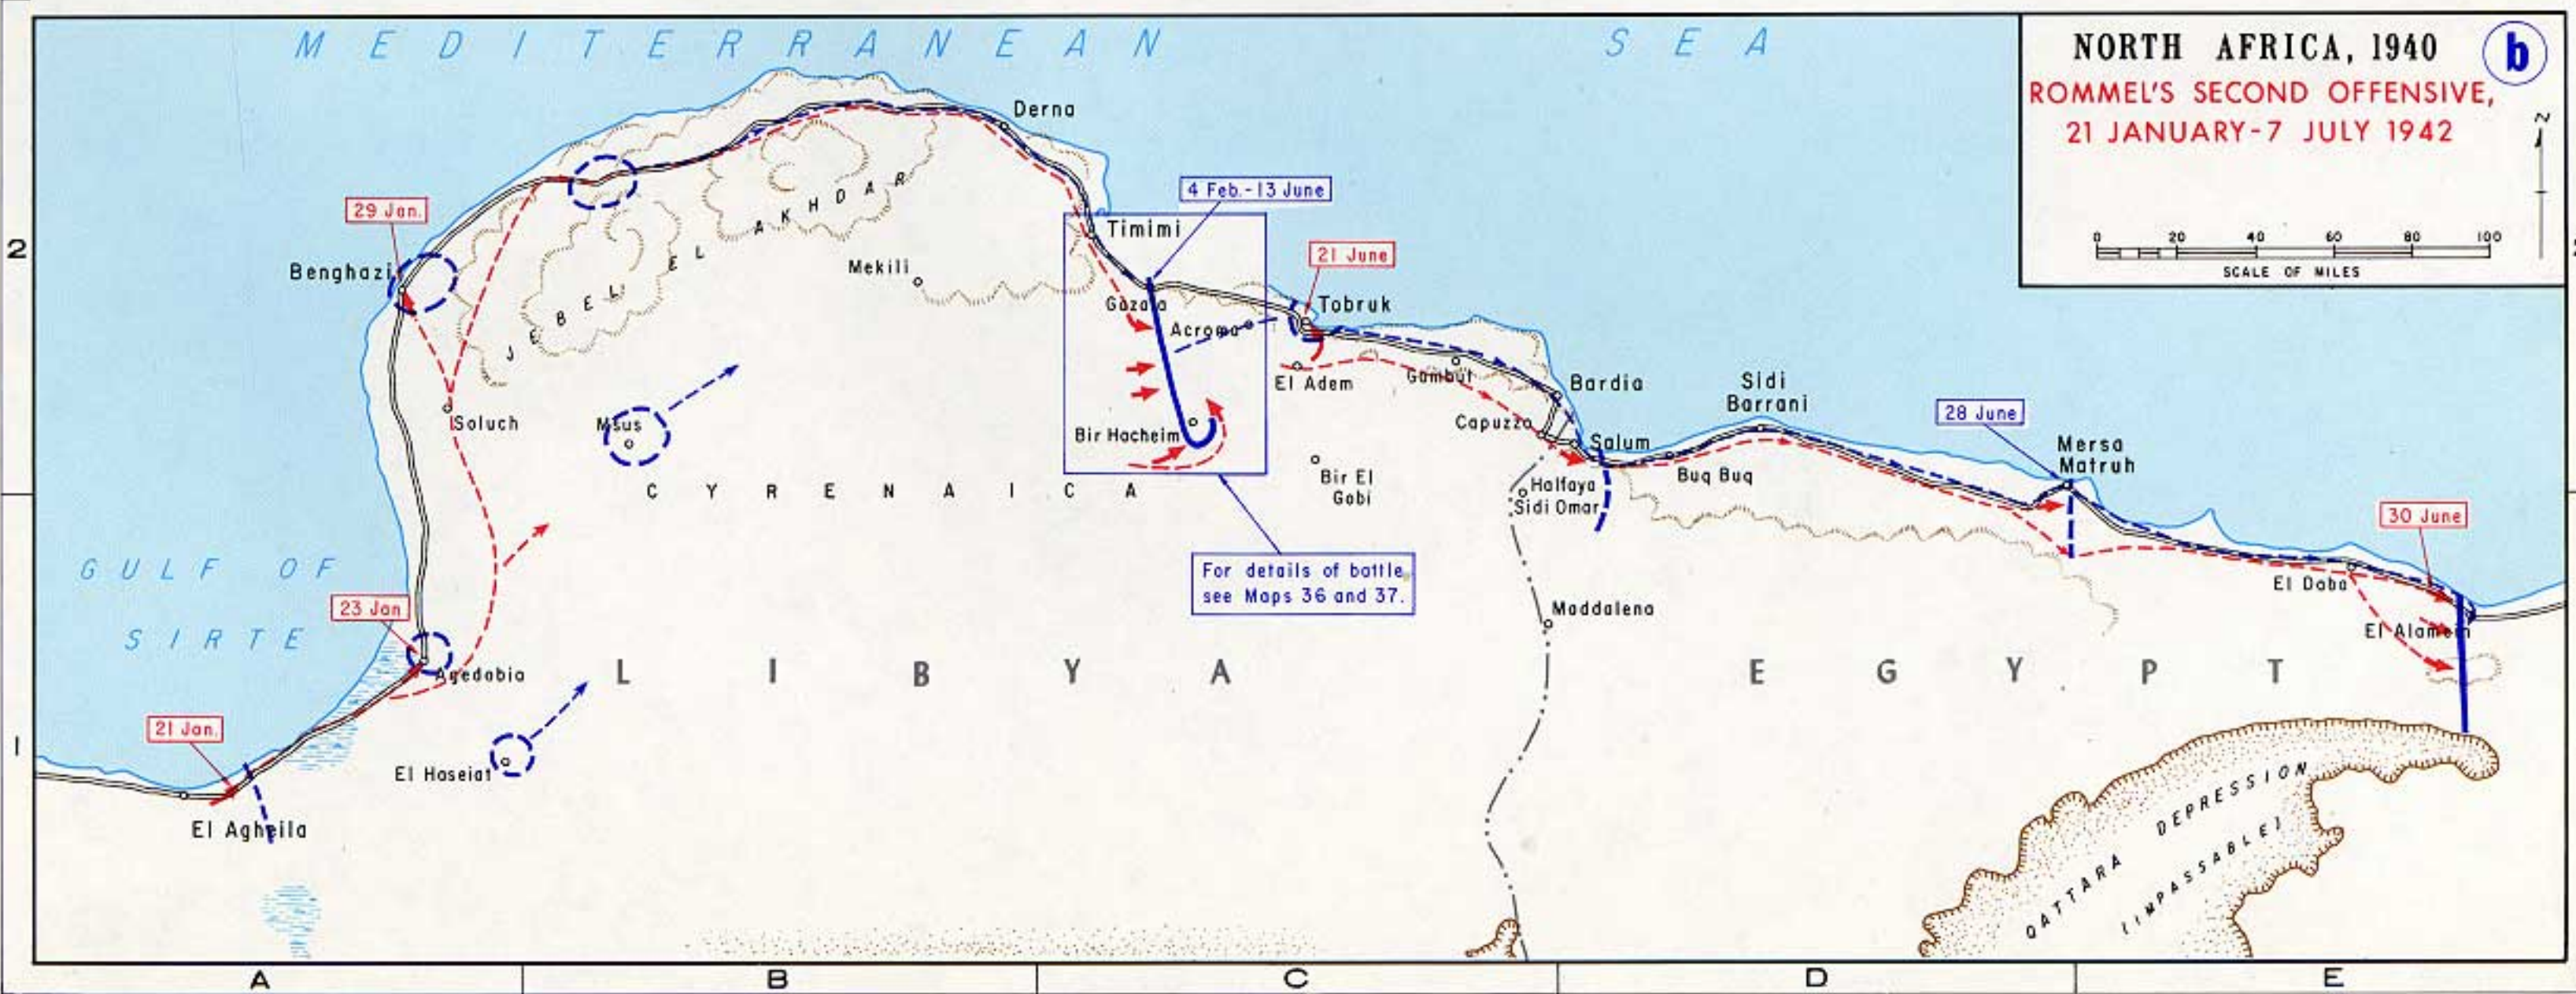 MEDITERRANEAN SEA
NORTH AFRICA, 1940
b
ROMMEL'S SECOND OFFENSIVE,
21 JANUARY-7 JULY 1942
N
0 20 40 60 80 100
SCALE OF MILES
Derna
29 Jan.
4 Feb.-13 June
JEBEL EL AKHDAR
Timimi
2
Benghazi
Mekili
21 June
Gazala
Tobruk
Acroma
El Adem
Gambut
Bardia
Sidi
Barrani
Soluch
Msus
Bir Hacheim
Capuzzo
Salum
28 June
Mersa
Matruh
CYRENAICA
Bir El
Gobi
Halfaya
Sidi Omar
Buq Buq
30 June
GULF OF
SIRTE
For details of battle
see Maps 36 and 37.
23 Jan
Maddalena
El Daba
El Alamein
Agedabia
LIBYA
EGYPT
21 Jan.
1
El Haseiat
El Agheila
QATTARA DEPRESSION
(IMPASSABLE)
A B C D E